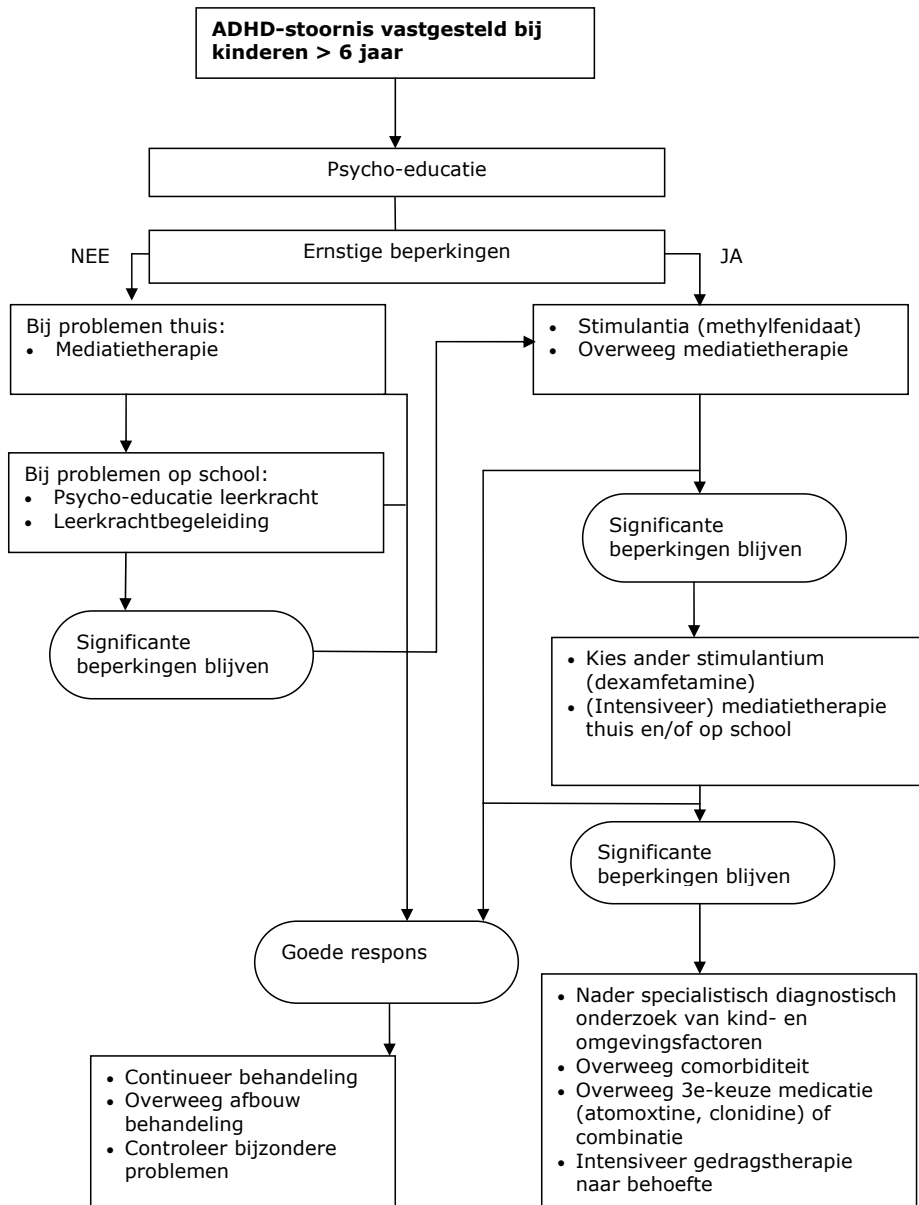 ADHD-stoornis vastgesteld bij
kinderen > 6 jaar
Psycho-educatie
Ernstige beperkingen
NEE
JA
Bij problemen thuis:
• Mediatietherapie
• Stimulantia (methylfenidaat)
• Overweeg mediatietherapie
Bij problemen op school:
• Psycho-educatie leerkracht
• Leerkrachtbegeleiding
Significante
beperkingen blijven
Significante
beperkingen blijven
• Kies ander stimulantium
(dexamfetamine)
• (Intensiveer) mediatietherapie
thuis en/of op school
Significante
beperkingen blijven
Goede respons
• Continueer behandeling
• Overweeg afbouw
behandeling
• Controleer bijzondere
problemen
• Nader specialistisch diagnostisch
onderzoek van kind- en
omgevingsfactoren
• Overweeg comorbiditeit
• Overweeg 3e-keuze medicatie
(atomoxtine, clonidine) of
combinatie
• Intensiveer gedragstherapie
naar behoefte